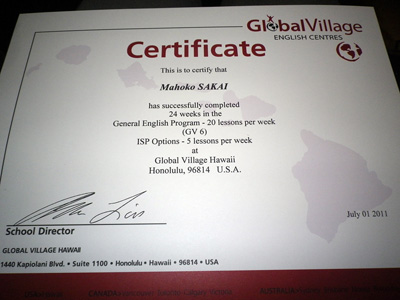 GlobalVillage
ENGLISH CENTRES
Certificate
This is to certify that
Mahoko SAKAI
has successfully completed
24 weeks in the
General English Program - 20 lessons per week
(GV 6)
ISP Options - 5 lessons per week
at
Global Village Hawaii
Honolulu, 96814 U.S.A.
July 01 2011
School Director
GLOBAL VILLAGE HAWAII
1440 Kapiolani Blvd. • Suite 1100 • Honolulu • Hawaii • 96814 • USA